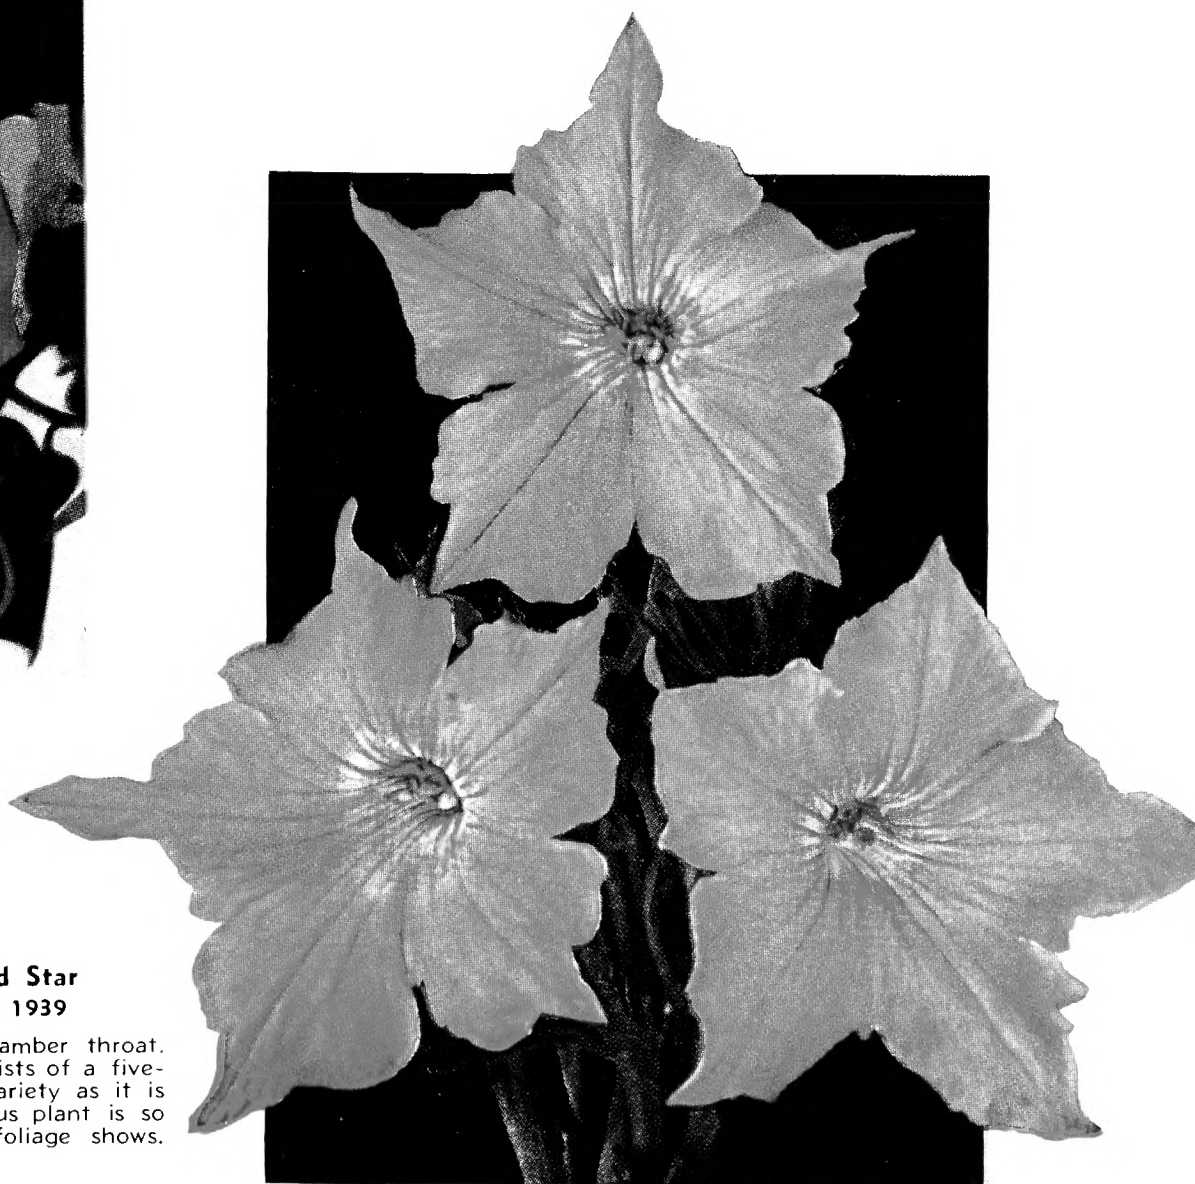 d Star
1939
amber throat.
ists of a five-
ariety as it is
us plant is so
foliage shows.